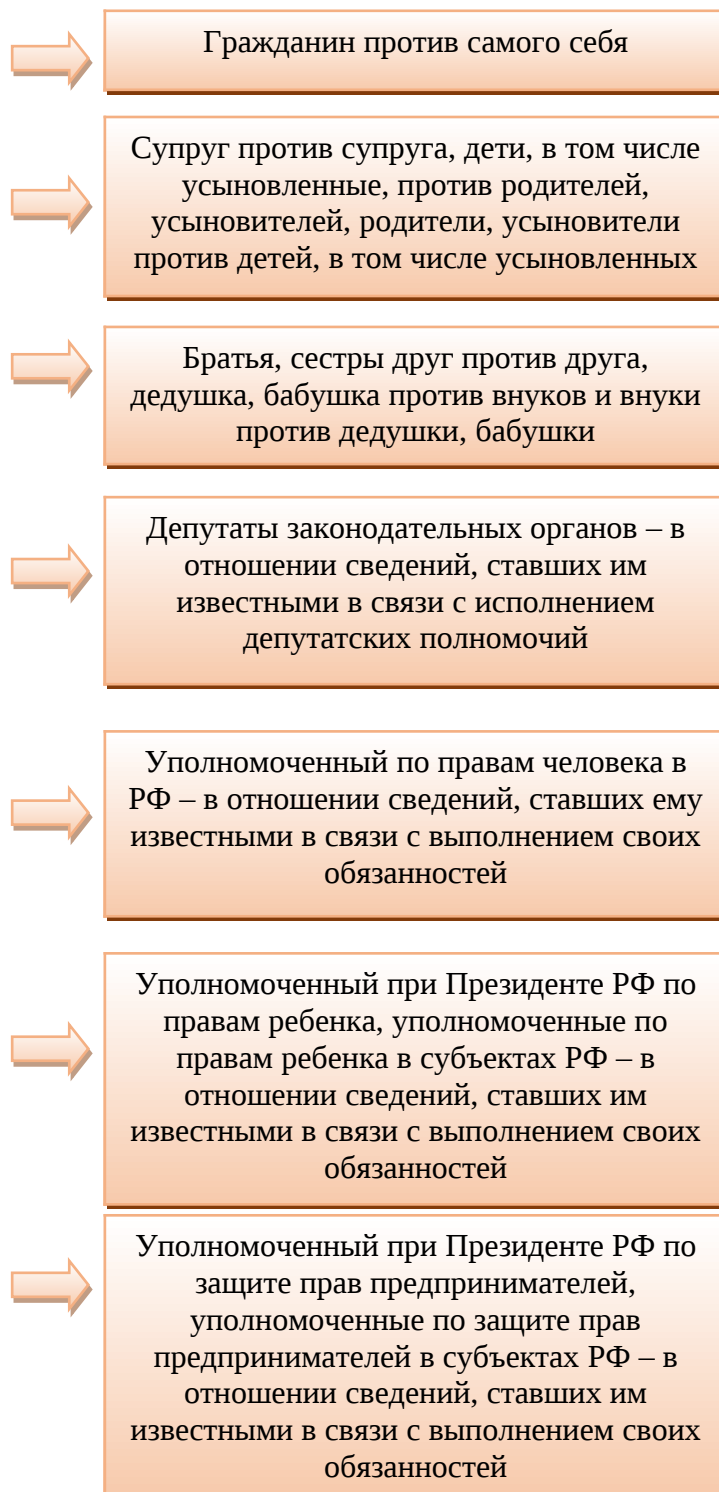 Гражданин против самого себя
Супруг против супруга, дети, в том числе
усыновленные, против родителей,
усыновителей, родители, усыновители
против детей, в том числе усыновленных
Братья, сестры друг против друга,
дедушка, бабушка против внуков и внуки
против дедушки, бабушки
Депутаты законодательных органов – в
отношении сведений, ставших им
известными в связи с исполнением
депутатских полномочий
Уполномоченный по правам человека в
РФ – в отношении сведений, ставших ему
известными в связи с выполнением своих
обязанностей
Уполномоченный при Президенте РФ по
правам ребенка, уполномоченные по
правам ребенка в субъектах РФ – в
отношении сведений, ставших им
известными в связи с выполнением своих
обязанностей
Уполномоченный при Президенте РФ по
защите прав предпринимателей,
уполномоченные по защите прав
предпринимателей в субъектах РФ – в
отношении сведений, ставших им
известными в связи с выполнением своих
обязанностей